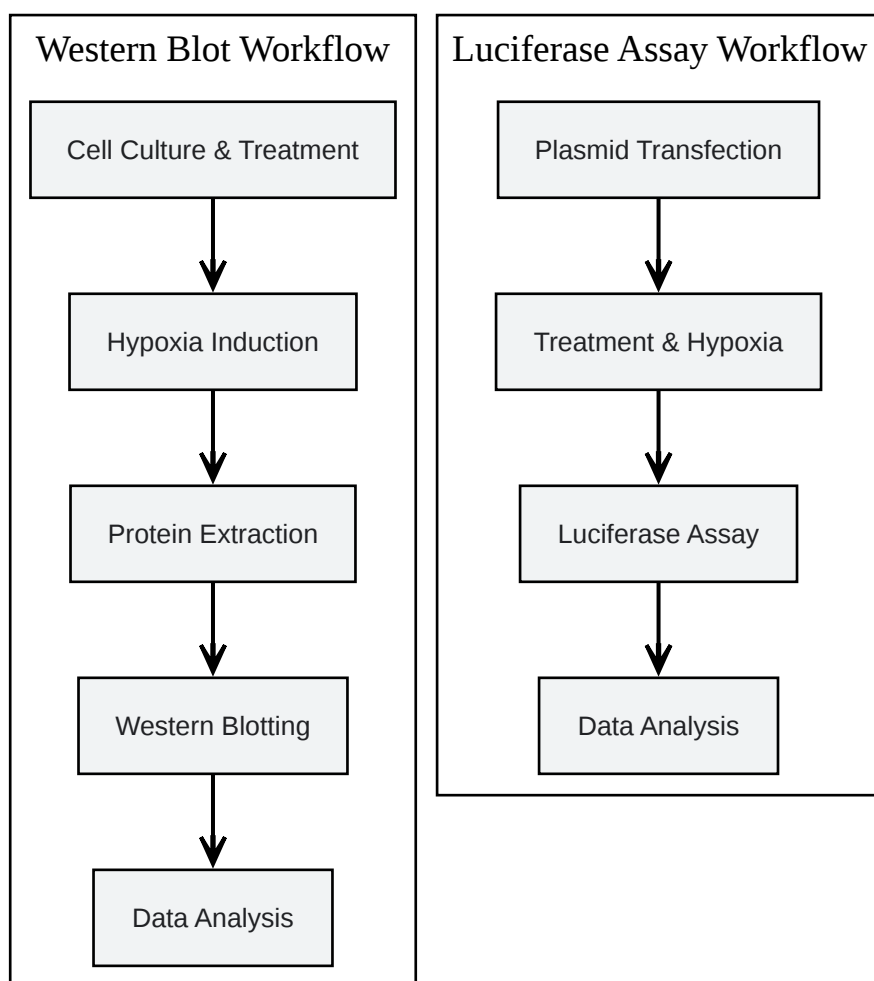 Western Blot Workflow
Cell Culture & Treatment
Hypoxia Induction
Protein Extraction
Western Blotting
Data Analysis
Luciferase Assay Workflow
Plasmid Transfection
Treatment & Hypoxia
Luciferase Assay
Data Analysis